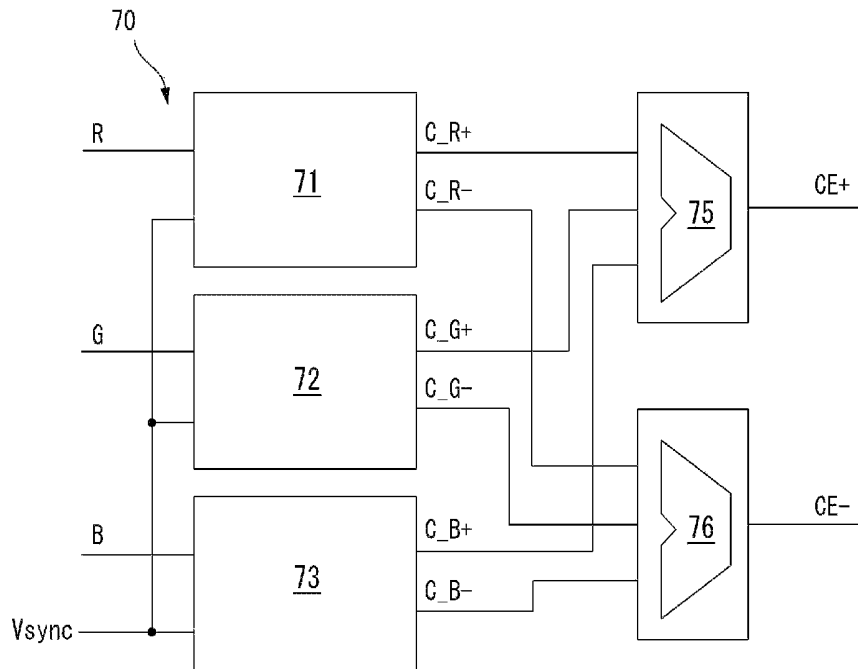 70
R
71
C_R+
C_R-
75
CE+
G
72
C_G+
C_G-
B
73
C_B+
C_B-
76
CE-
Vsync